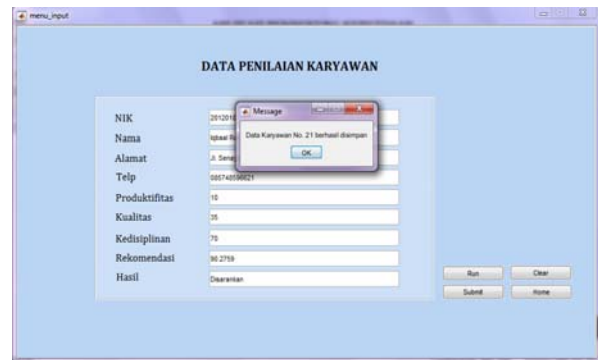 menu_input
DATA PENILAIAN KARYAWAN
NIK
Nama
Alamat
Telp 085748596621
Produktifitas 10
Kualitas 35
Kedisiplinan 70
Rekomendasi 90.2759
Hasil Disarankan
Message
Data Karyawan No. 21 berhasil disimpan
OK
Run Clear
Submit Home